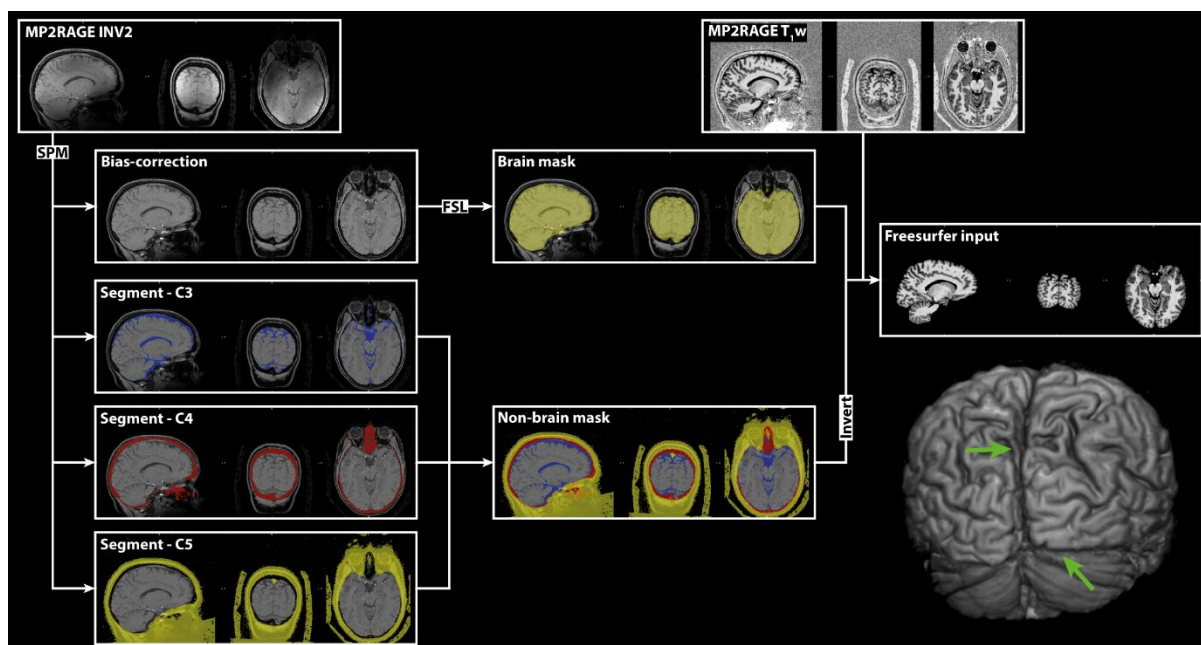 MP2RAGE INV2
MP2RAGE T₁w
SPM
Bias-correction
FSL
Brain mask
Freesurfer input
Segment - C3
Segment - C4
Non-brain mask
Invert
Segment - C5